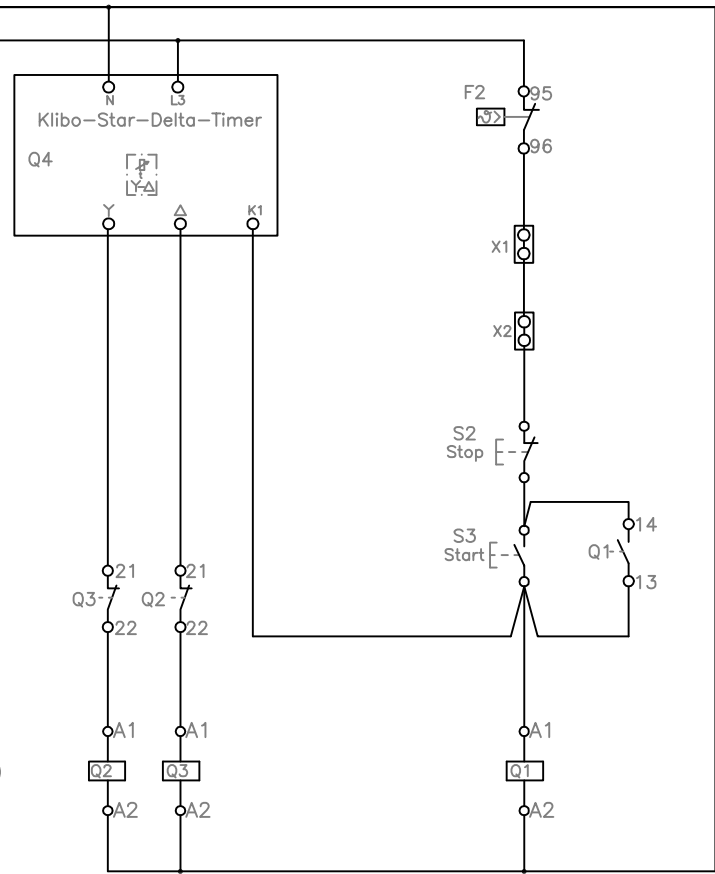 N
L3
Klibo-Star-Delta-Timer
Q4
Y-Δ
Y
Δ
K1
F2
95
ϑ>
96
X1
X2
S2
Stop
S3
Start
Q1
14
13
Q3
21
22
Q2
21
22
A1
Q2
A2
A1
Q3
A2
A1
Q1
A2